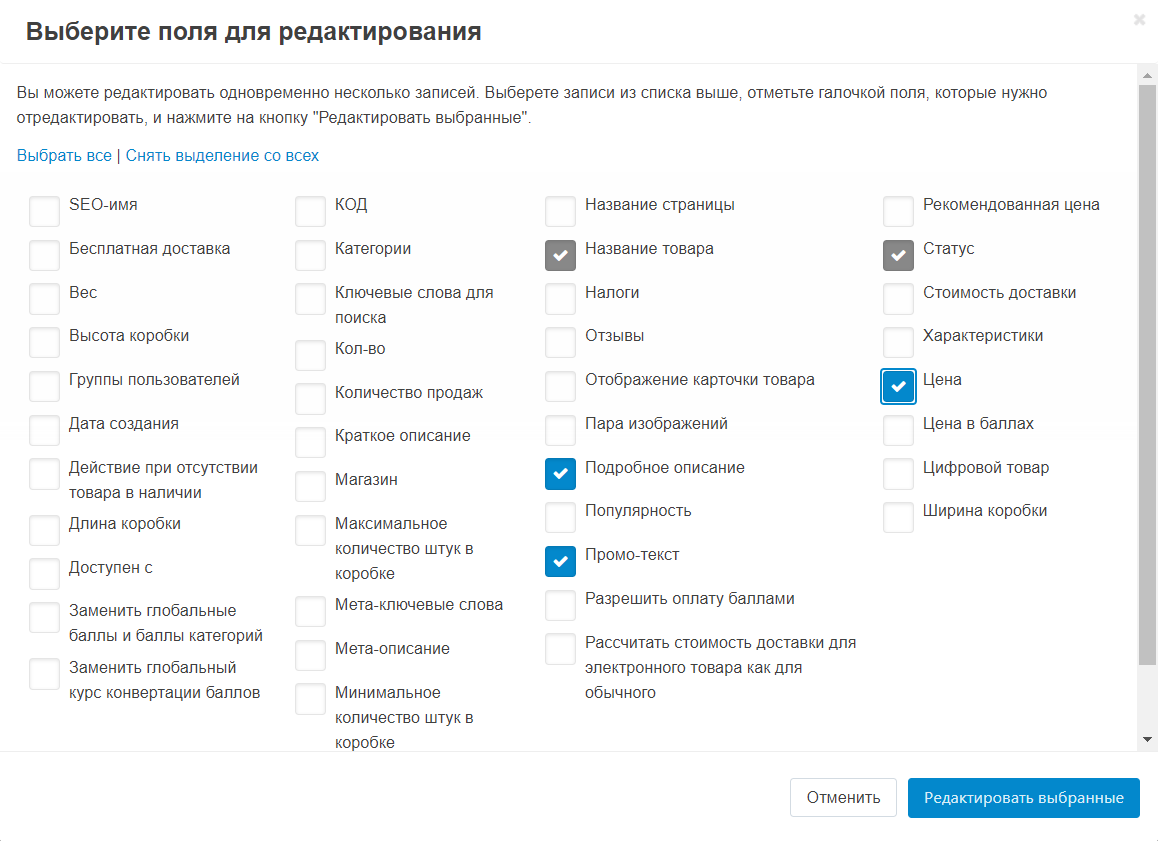 Выберите поля для редактирования
Вы можете редактировать одновременно несколько записей. Выберете записи из списка выше, отметьте галочкой поля, которые нужно
отредактировать, и нажмите на кнопку "Редактировать выбранные".
Выбрать все | Снять выделение со всех
SEO-имя
Бесплатная доставка
Вес
Высота коробки
Группы пользователей
Дата создания
Действие при отсутствии
товара в наличии
Длина коробки
Доступен с
Заменить глобальные
баллы и баллы категорий
Заменить глобальный
курс конвертации баллов
КОД
Категории
Ключевые слова для
поиска
Кол-во
Количество продаж
Краткое описание
Магазин
Максимальное
количество штук в
коробке
Мета-ключевые слова
Мета-описание
Минимальное
количество штук в
коробке
Название страницы
Название товара
Налоги
Отзывы
Отображение карточки товара
Пара изображений
Подробное описание
Популярность
Промо-текст
Разрешить оплату баллами
Рассчитать стоимость доставки для
электронного товара как для
обычного
Рекомендованная цена
Статус
Стоимость доставки
Характеристики
Цена
Цена в баллах
Цифровой товар
Ширина коробки
Отменить
Редактировать выбранные